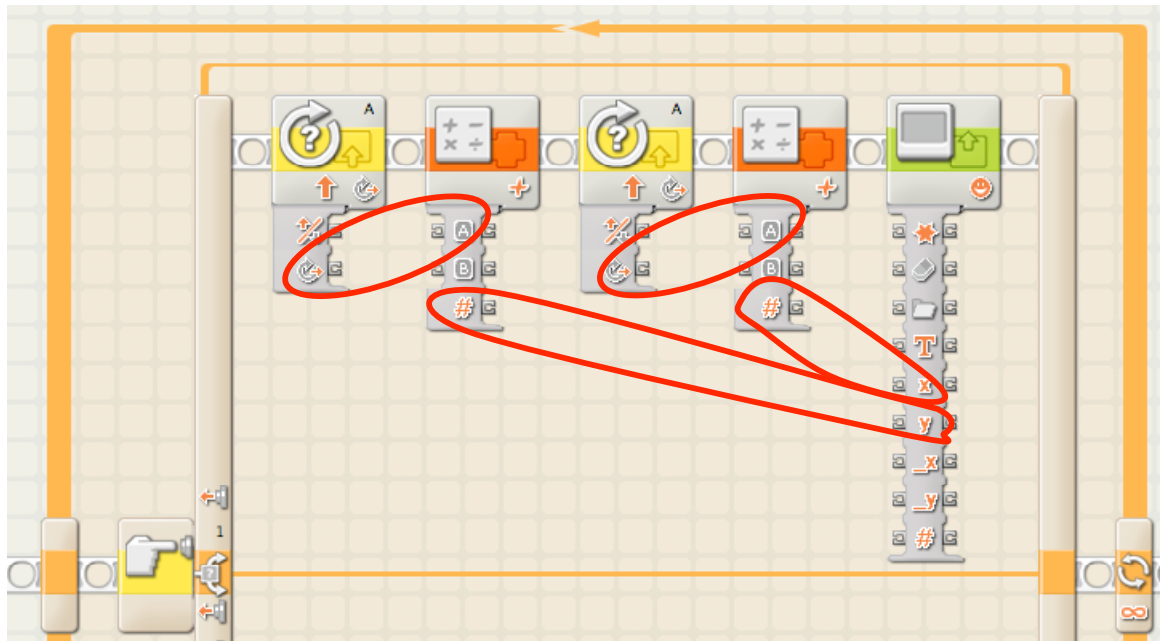 A A
? + − × ÷ ? + − × ÷
A A
B B
# #
T
x
y
_x
_y
1
#
?
∞